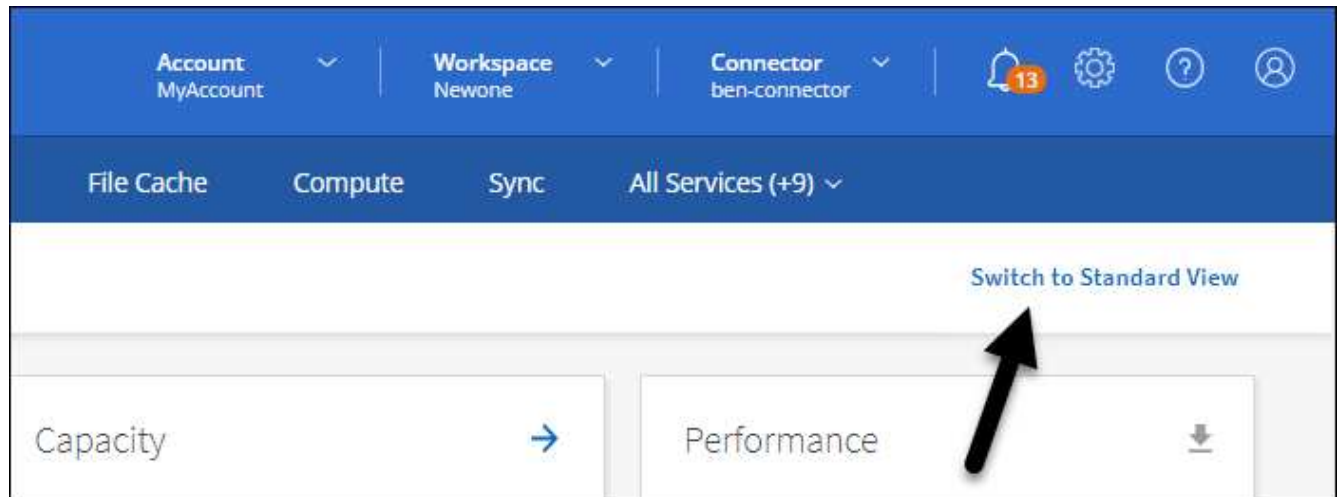 Account
MyAccount
Workspace
Newone
Connector
ben-connector
13
File Cache Compute Sync All Services (+9)
Switch to Standard View
Capacity
Performance